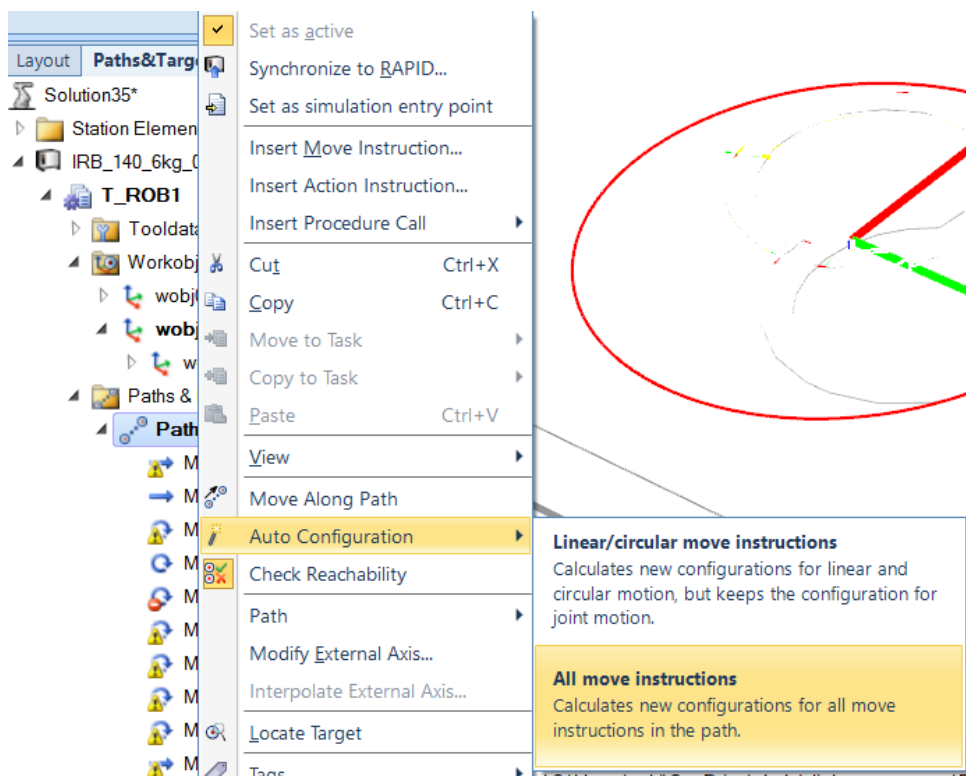 Layout
Paths&Targ
Solution35*
Station Elemen
IRB_140_6kg_0
T_ROB1
Tooldata
Workobj
wobj
wobj
w
Paths &
Path
M
M
M
M
M
M
M
M
M
M
Set as active
Synchronize to RAPID...
Set as simulation entry point
Insert Move Instruction...
Insert Action Instruction...
Insert Procedure Call
Cut Ctrl+X
Copy Ctrl+C
Move to Task
Copy to Task
Paste Ctrl+V
View
Move Along Path
Auto Configuration
Check Reachability
Path
Modify External Axis...
Interpolate External Axis...
Locate Target
Tags
Linear/circular move instructions
Calculates new configurations for linear and
circular motion, but keeps the configuration for
joint motion.
All move instructions
Calculates new configurations for all move
instructions in the path.